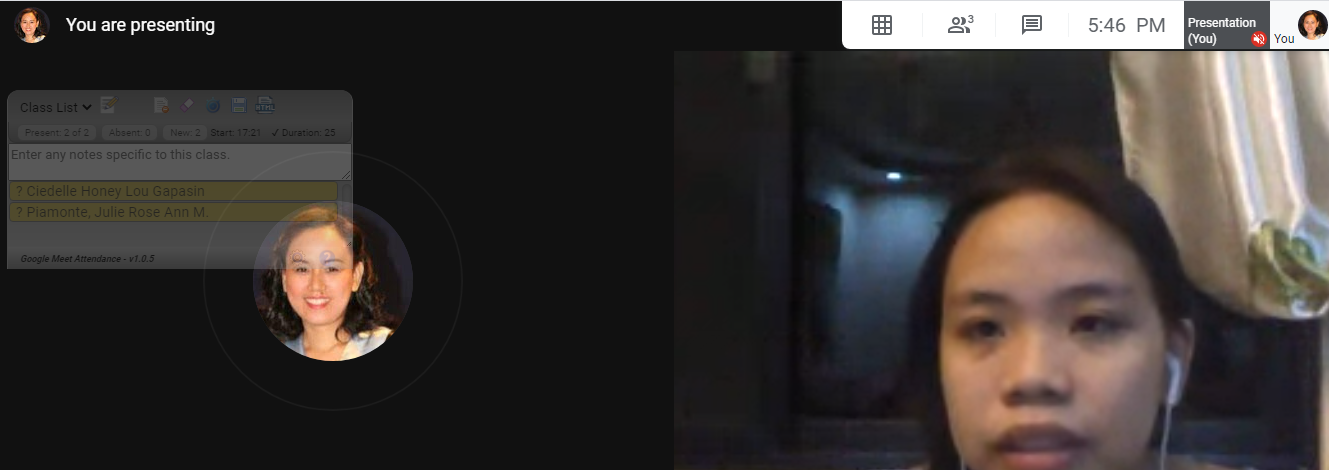 You are presenting
3
5:46 PM
Presentation
(You)
You
Class List
HTML
Present: 2 of 2 Absent: 0 New: 2 Start: 17:21 ✓ Duration: 25
Enter any notes specific to this class.
? Cledelle Honey Lou Gapasin
? Piamonte, Julie Rose Ann M.
Google Meet Attendance - v1.0.5